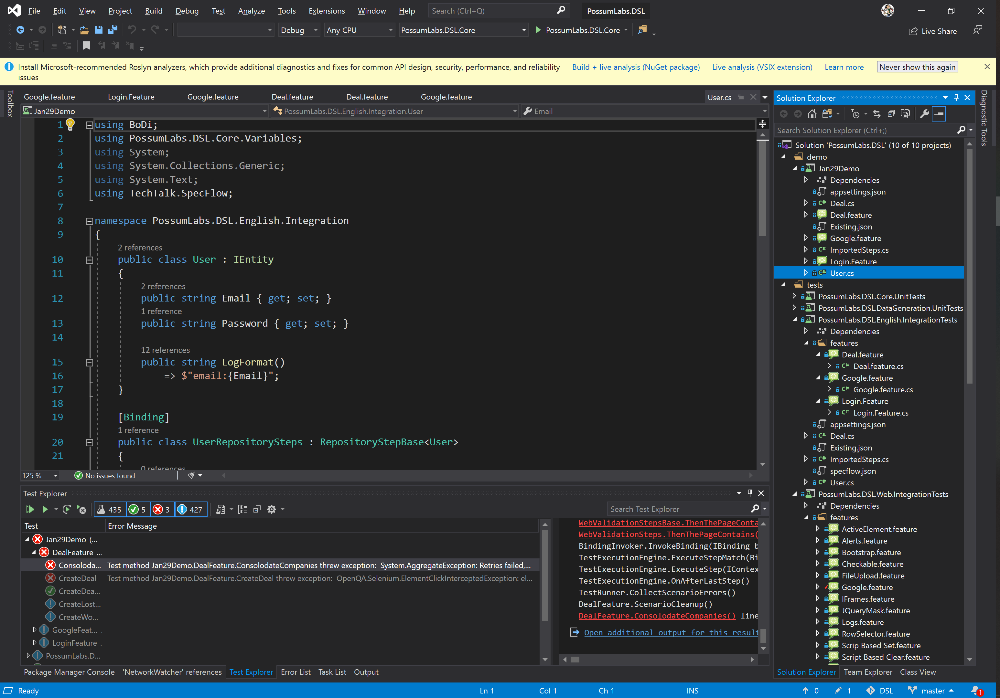 File Edit View Project Build Debug Test Analyze Tools Extensions Window Help Search (Ctrl+Q) PossumLabs.DSL
Debug Any CPU PossumLabs.DSL.Core PossumLabs.DSL.Core Live Share
Install Microsoft-recommended Roslyn analyzers, which provide additional diagnostics and fixes for common API design, security, performance, and reliability issues Build + live analysis (NuGet package) Live analysis (VSIX extension) Learn more Never show this again
Toolbox
Google.feature Login.Feature Google.feature Deal.feature Deal.feature Google.feature User.cs
Jan29Demo PossumLabs.DSL.English.Integration.User Email
1 using BoDi;
2 using PossumLabs.DSL.Core.Variables;
3 using System;
4 using System.Collections.Generic;
5 using System.Text;
6 using TechTalk.SpecFlow;
7
8 namespace PossumLabs.DSL.English.Integration
9 {
2 references
10 public class User : IEntity
11 {
2 references
12 public string Email { get; set; }
1 reference
13 public string Password { get; set; }
14
12 references
15 public string LogFormat()
16 => $"email:{Email}";
17 }
18
19 [Binding]
1 reference
20 public class UserRepositorySteps : RepositoryStepBase<User>
21 {
0 references
125 % No issues found
Test Explorer
435 5 3 427 Search Test Explorer
Test Error Message
Jan29Demo (...
DealFeature ...
Consoloda... Test method Jan29Demo.DealFeature.ConsolodateCompanies threw exception: System.AggregateException: Retries failed,...
CreateDeal Test method Jan29Demo.DealFeature.CreateDeal threw exception: OpenQA.Selenium.ElementClickInterceptedException: el...
CreateDea...
CreateLost...
CreateWo...
GoogleFeat... .
LoginFeature .
PossumLabs.D...
WebValidationStepsBase.ThenThePageConta
WebValidationSteps.ThenThePageContains(
BindingInvoker.InvokeBinding(IBinding b
TestExecutionEngine.ExecuteStepMatch(Bi
TestExecutionEngine.ExecuteStep(IContex
TestExecutionEngine.OnAfterLastStep()
TestRunner.CollectScenarioErrors()
DealFeature.ScenarioCleanup()
DealFeature.ConsolodateCompanies() line
Open additional output for this result
Package Manager Console 'NetworkWatcher' references Test Explorer Error List Task List Output
Solution Explorer
Search Solution Explorer (Ctrl+;)
Solution 'PossumLabs.DSL' (10 of 10 projects)
demo
Jan29Demo
Dependencies
appsettings.json
C# Deal.cs
Deal.feature
Existing.json
Google.feature
C# ImportedSteps.cs
Login.Feature
C# User.cs
tests
PossumLabs.DSL.Core.UnitTests
PossumLabs.DSL.DataGeneration.UnitTests
PossumLabs.DSL.English.IntegrationTests
Dependencies
features
Deal.feature
C# Deal.feature.cs
Google.feature
C# Google.feature.cs
Login.Feature
C# Login.Feature.cs
appsettings.json
C# Deal.cs
Existing.json
C# ImportedSteps.cs
specflow.json
C# User.cs
PossumLabs.DSL.Web.IntegrationTests
Dependencies
features
ActiveElement.feature
Alerts.feature
Bootstrap.feature
Checkable.feature
FileUpload.feature
Google.feature
IFrames.feature
JQueryMask.feature
Logs.feature
RowSelector.feature
Scrip Based Set.feature
Script Based Clear.feature
Solution Explorer Team Explorer Class View
Diagnostic Tools
Ready Ln 1 Col 1 Ch 1 INS 0 1 DSL master 1